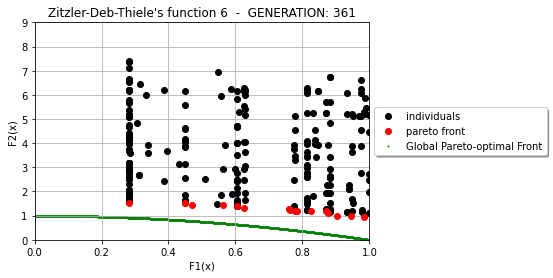 Zitzler-Deb-Thiele's function 6 - GENERATION: 361
9
8
7
6
5
4
3
2
1
0
F2(x)
0.0 0.2 0.4 0.6 0.8 1.0
F1(x)
individuals
pareto front
Global Pareto-optimal Front